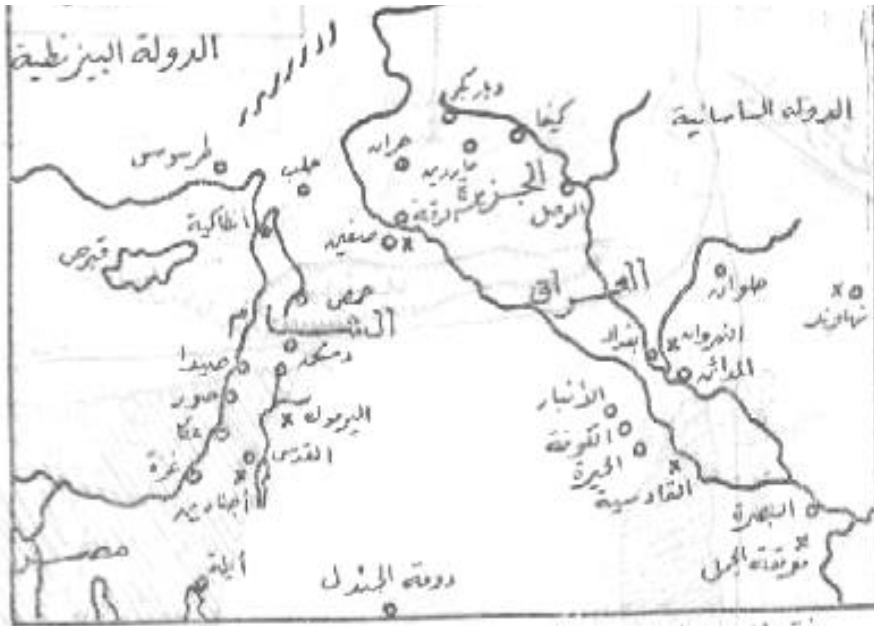 الدولة البيزنطية
الدولة الساسانية
ديار بكر
كيفا
طرسوس
حلب
حران
ماردين
الجزيرة
الموصل
أنطاكية
الرقة
صفين
قبرص
حمص
الشام
العراق
حلوان
نهاوند
النهروان
بغداد
المدائن
دمشق
صيدا
صور
عكا
غزة
اليرموك
القدس
أجنادين
الأنبار
الكوفة
الحيرة
القادسية
البصرة
موقعة الجمل
مصر
أيلة
دومة الجندل